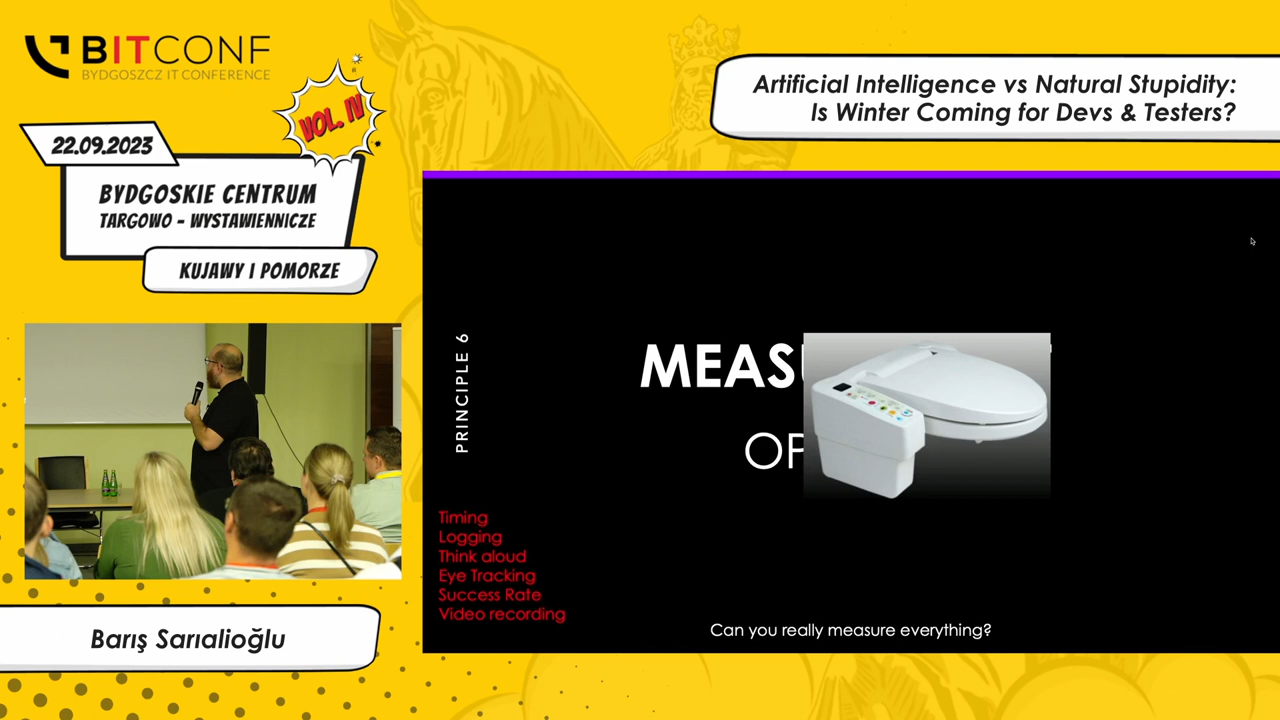 BITCONF
BYDGOSZCZ IT CONFERENCE
VOL. IV
22.09.2023
BYDGOSKIE CENTRUM
TARGOWO - WYSTAWIENNICZE
KUJAWY I POMORZE
Artificial Intelligence vs Natural Stupidity:
Is Winter Coming for Devs & Testers?
PRINCIPLE 6
Timing
Logging
Think aloud
Eye Tracking
Success Rate
Video recording
Can you really measure everything?
Barış Sarıalioğlu